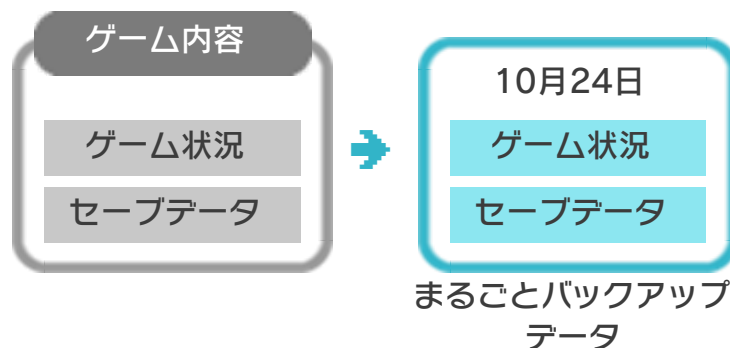 ゲーム内容
ゲーム状況
セーブデータ
10月24日
ゲーム状況
セーブデータ
まるごとバックアップ
データ